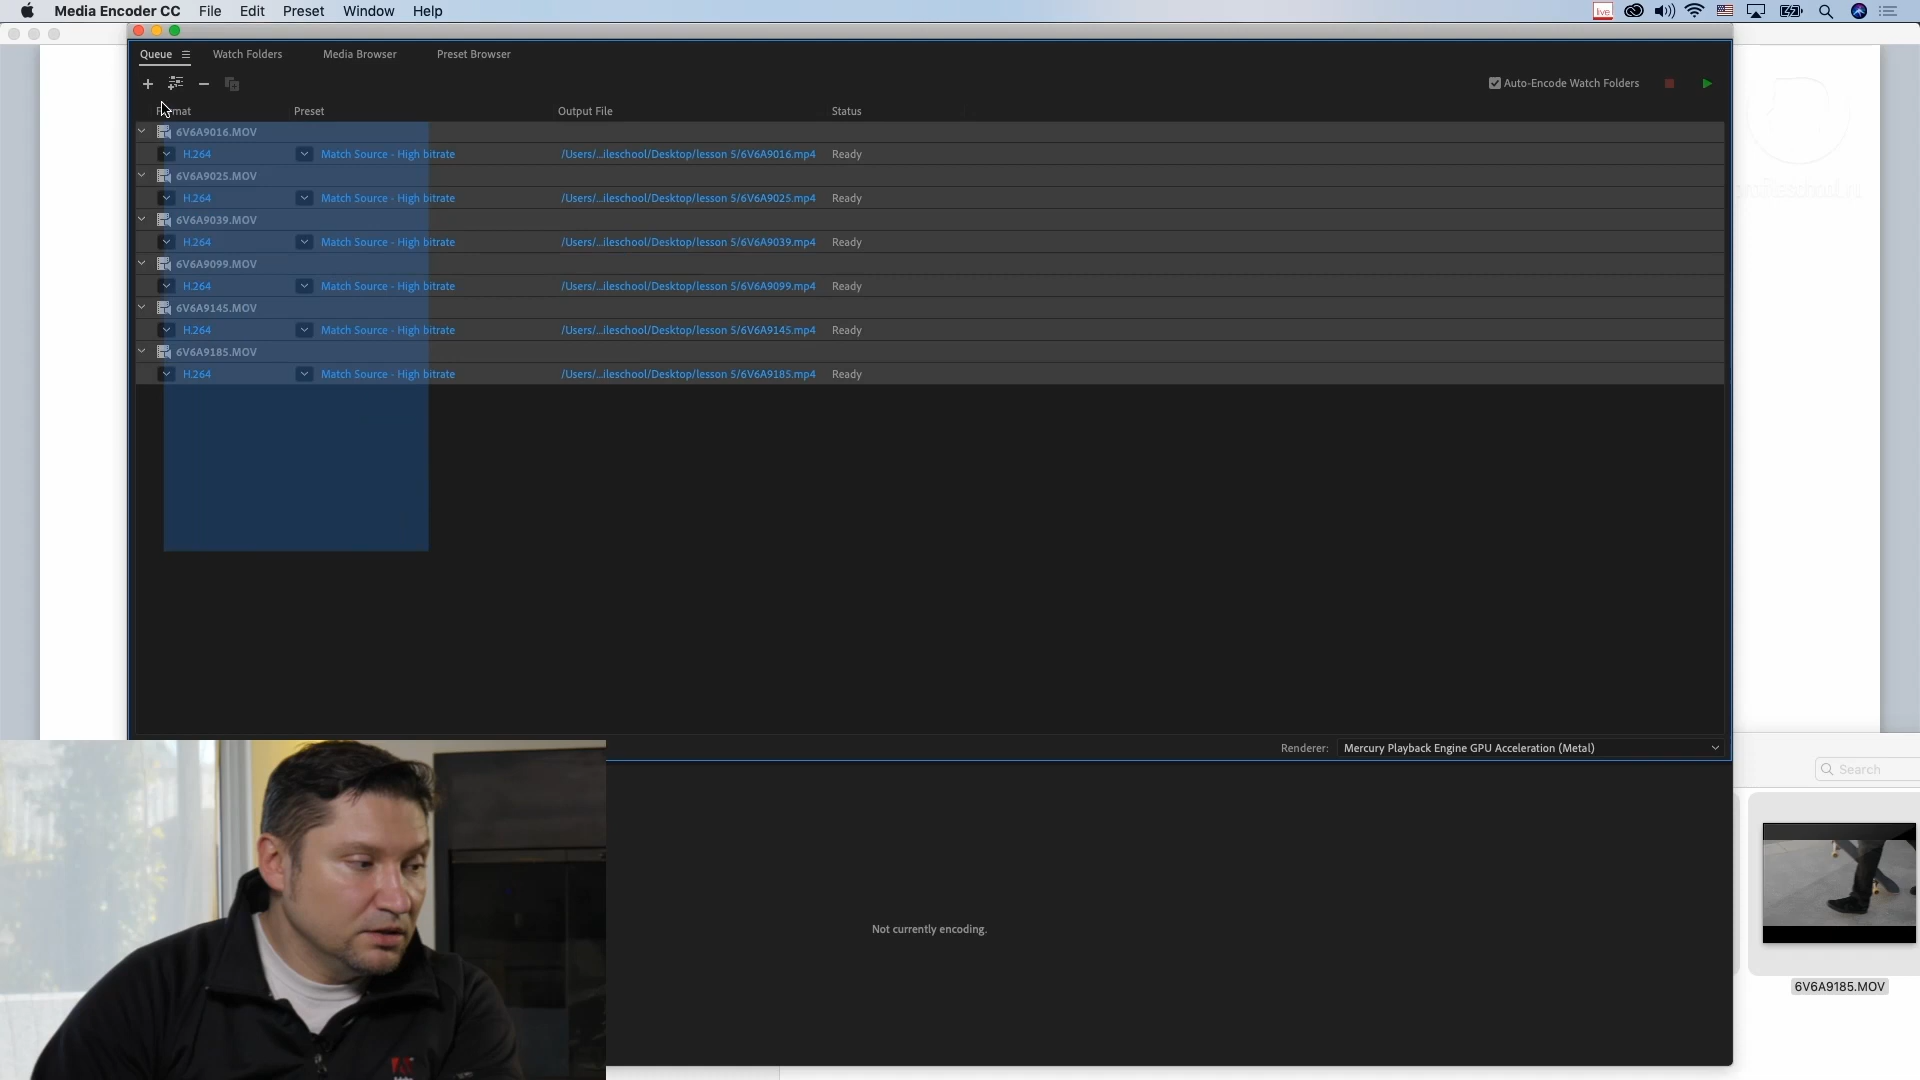 Media Encoder CC File Edit Preset Window Help live
Queue Watch Folders Media Browser Preset Browser
Auto-Encode Watch Folders
Format Preset Output File Status
6V6A9016.MOV
H.264 Match Source - High bitrate /Users/...ileschool/Desktop/lesson 5/6V6A9016.mp4 Ready
6V6A9025.MOV
H.264 Match Source - High bitrate /Users/...ileschool/Desktop/lesson 5/6V6A9025.mp4 Ready
6V6A9039.MOV
H.264 Match Source - High bitrate /Users/...ileschool/Desktop/lesson 5/6V6A9039.mp4 Ready
6V6A9099.MOV
H.264 Match Source - High bitrate /Users/...ileschool/Desktop/lesson 5/6V6A9099.mp4 Ready
6V6A9145.MOV
H.264 Match Source - High bitrate /Users/...ileschool/Desktop/lesson 5/6V6A9145.mp4 Ready
6V6A9185.MOV
H.264 Match Source - High bitrate /Users/...ileschool/Desktop/lesson 5/6V6A9185.mp4 Ready
Renderer: Mercury Playback Engine GPU Acceleration (Metal)
Search
Not currently encoding.
6V6A9185.MOV